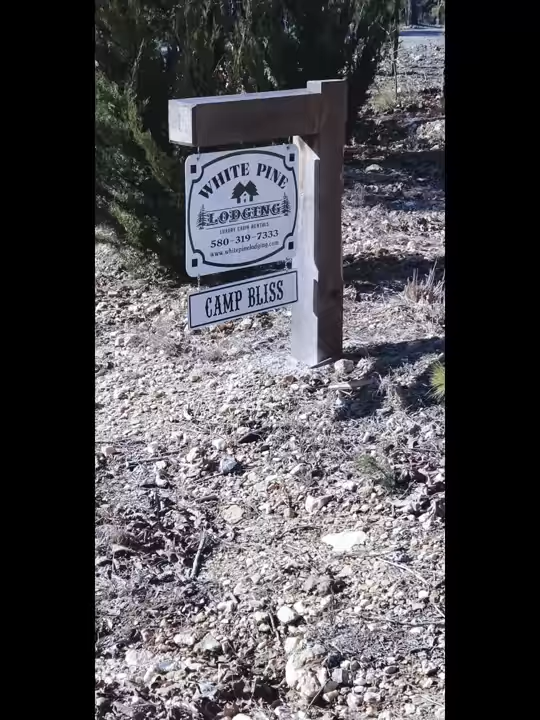 WHITE PINE
LODGING
LUXURY CABIN RENTALS
580-319-7333
www.whitepinelodging.com
CAMP BLISS